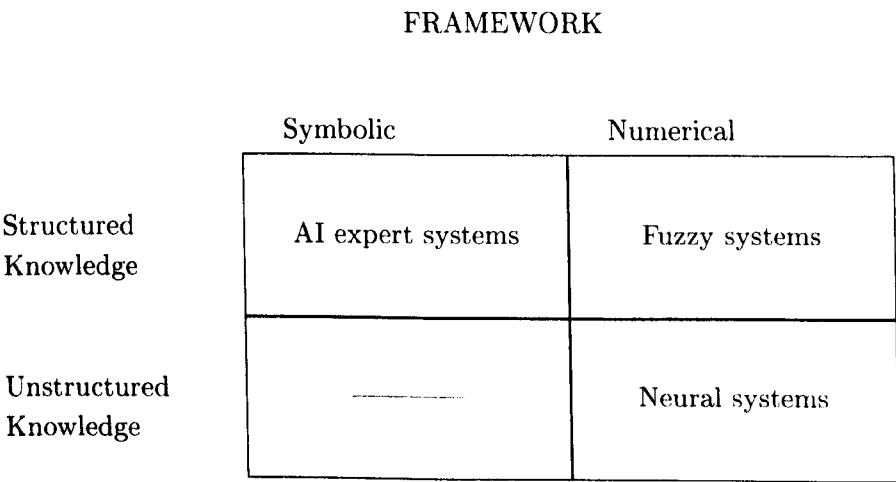 FRAMEWORK
Symbolic Numerical
Structured
Knowledge
AI expert systems Fuzzy systems
Unstructured
Knowledge
Neural systems